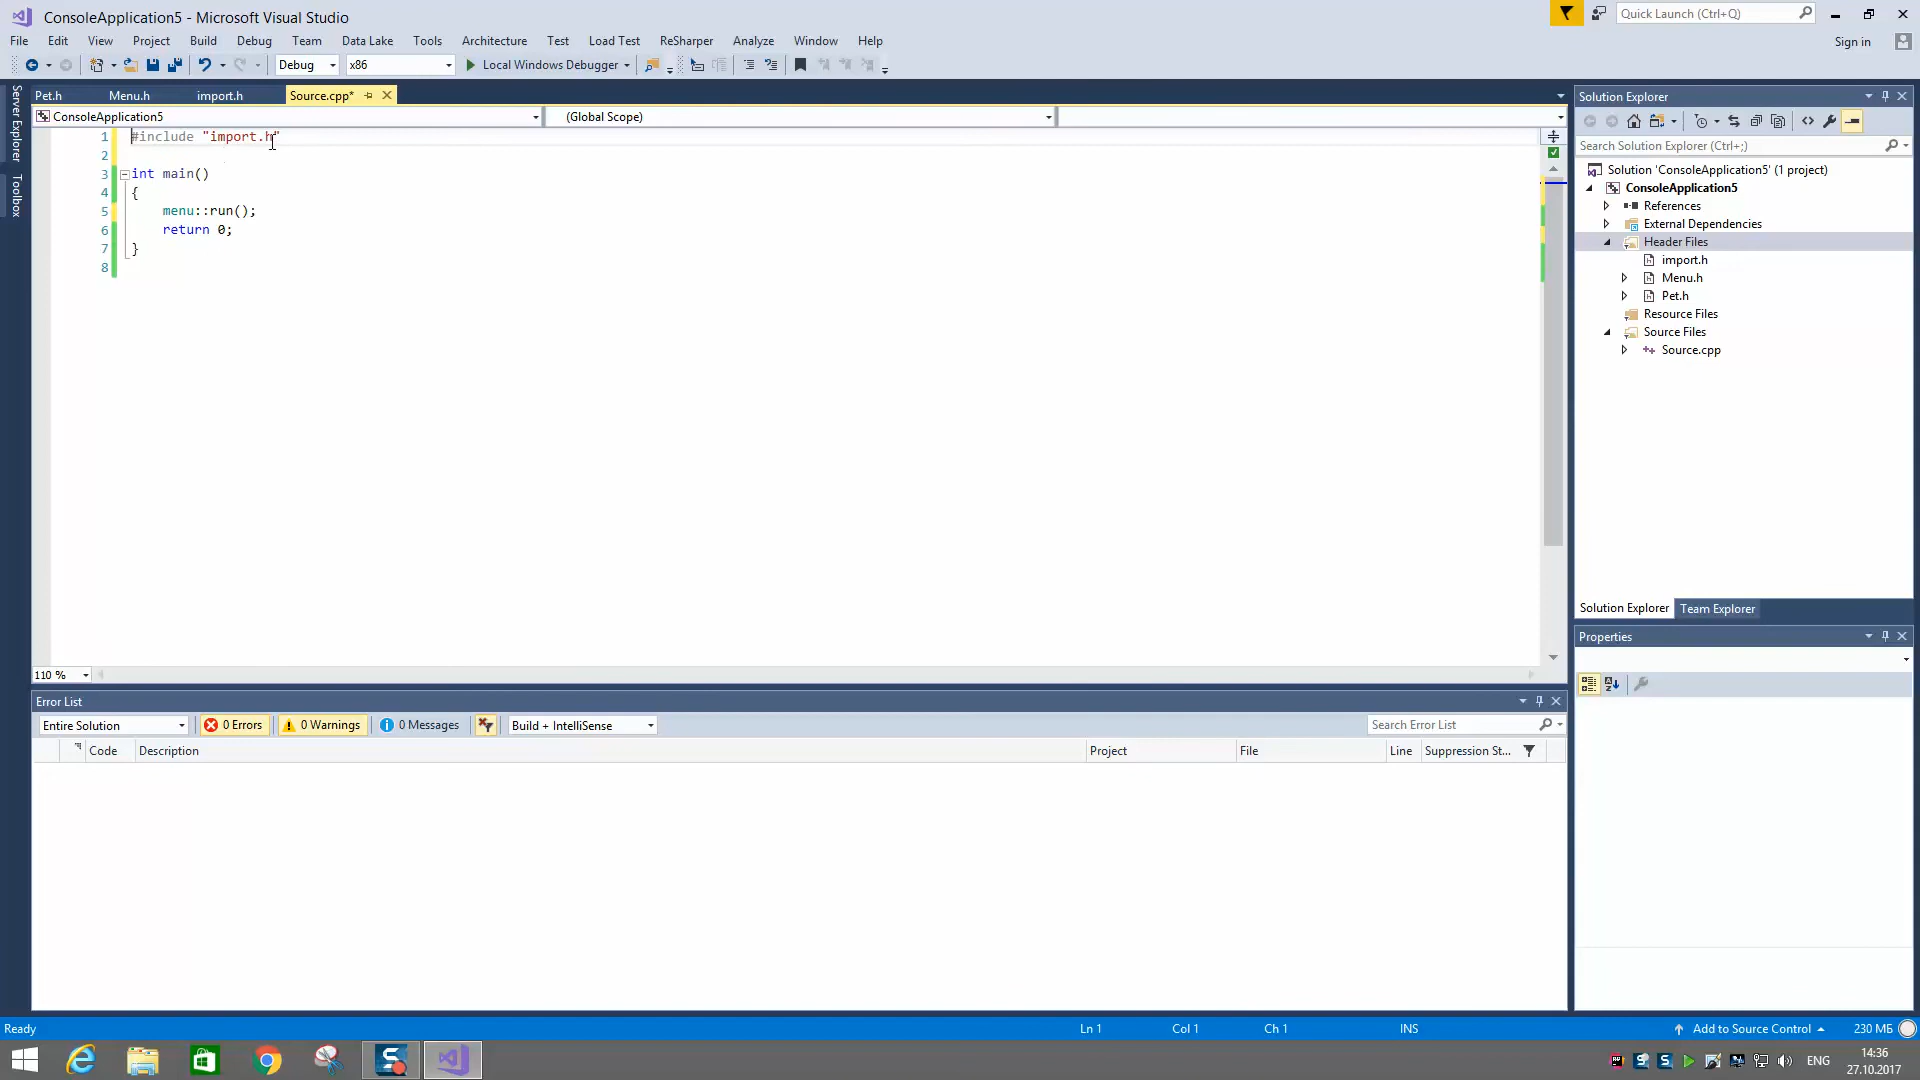 ConsoleApplication5 - Microsoft Visual Studio
Quick Launch (Ctrl+Q)
File Edit View Project Build Debug Team Data Lake Tools Architecture Test Load Test ReSharper Analyze Window Help
Sign in
Debug x86 Local Windows Debugger
Server Explorer
Toolbox
Pet.h Menu.h import.h Source.cpp*
ConsoleApplication5 (Global Scope)
1 #include "import.h"
2
3 int main()
4 {
5 menu::run();
6 return 0;
7 }
8
110 %
Solution Explorer
Search Solution Explorer (Ctrl+;)
Solution 'ConsoleApplication5' (1 project)
ConsoleApplication5
References
External Dependencies
Header Files
import.h
Menu.h
Pet.h
Resource Files
Source Files
Source.cpp
Solution Explorer Team Explorer
Properties
Error List
Entire Solution 0 Errors 0 Warnings 0 Messages Build + IntelliSense
Search Error List
Code Description Project File Line Suppression St...
Ready Ln 1 Col 1 Ch 1 INS Add to Source Control 230 МБ
ENG
14:36
27.10.2017